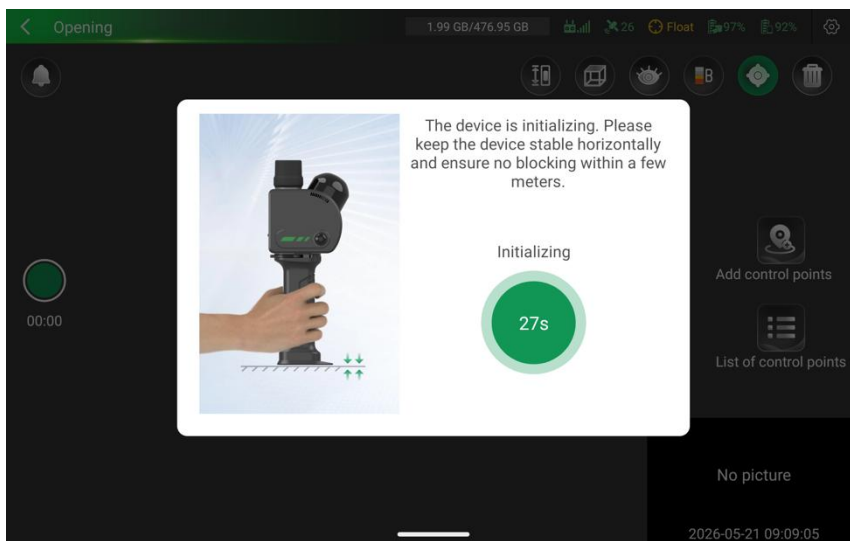 Opening
1.99 GB/476.95 GB
26
Float
97%
92%
B
The device is initializing. Please
keep the device stable horizontally
and ensure no blocking within a few
meters.
Initializing
27s
00:00
Add control points
List of control points
No picture
2026-05-21 09:09:05